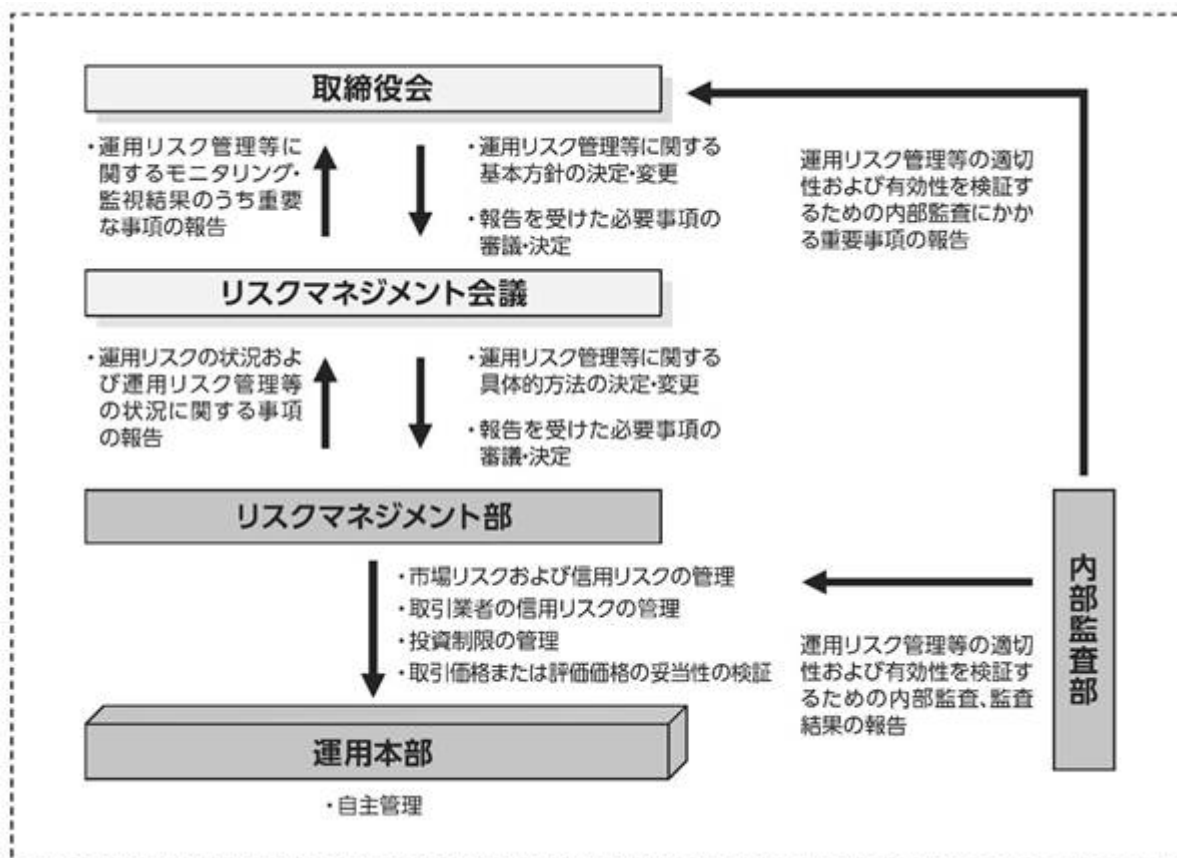 取締役会
・運用リスク管理等に
関するモニタリング・
監視結果のうち重要
な事項の報告
・運用リスク管理等に関する
基本方針の決定・変更
・報告を受けた必要事項の
審議・決定
運用リスク管理等の適切
性および有効性を検証す
るための内部監査にかか
る重要事項の報告
リスクマネジメント会議
・運用リスクの状況およ
び運用リスク管理等
の状況に関する事項
の報告
・運用リスク管理等に関する
具体的方法の決定・変更
・報告を受けた必要事項の
審議・決定
リスクマネジメント部
・市場リスクおよび信用リスクの管理
・取引業者の信用リスクの管理
・投資制限の管理
・取引価格または評価価格の妥当性の検証
運用リスク管理等の適切
性および有効性を検証す
るための内部監査、監査
結果の報告
内部監査部
運用本部
・自主管理